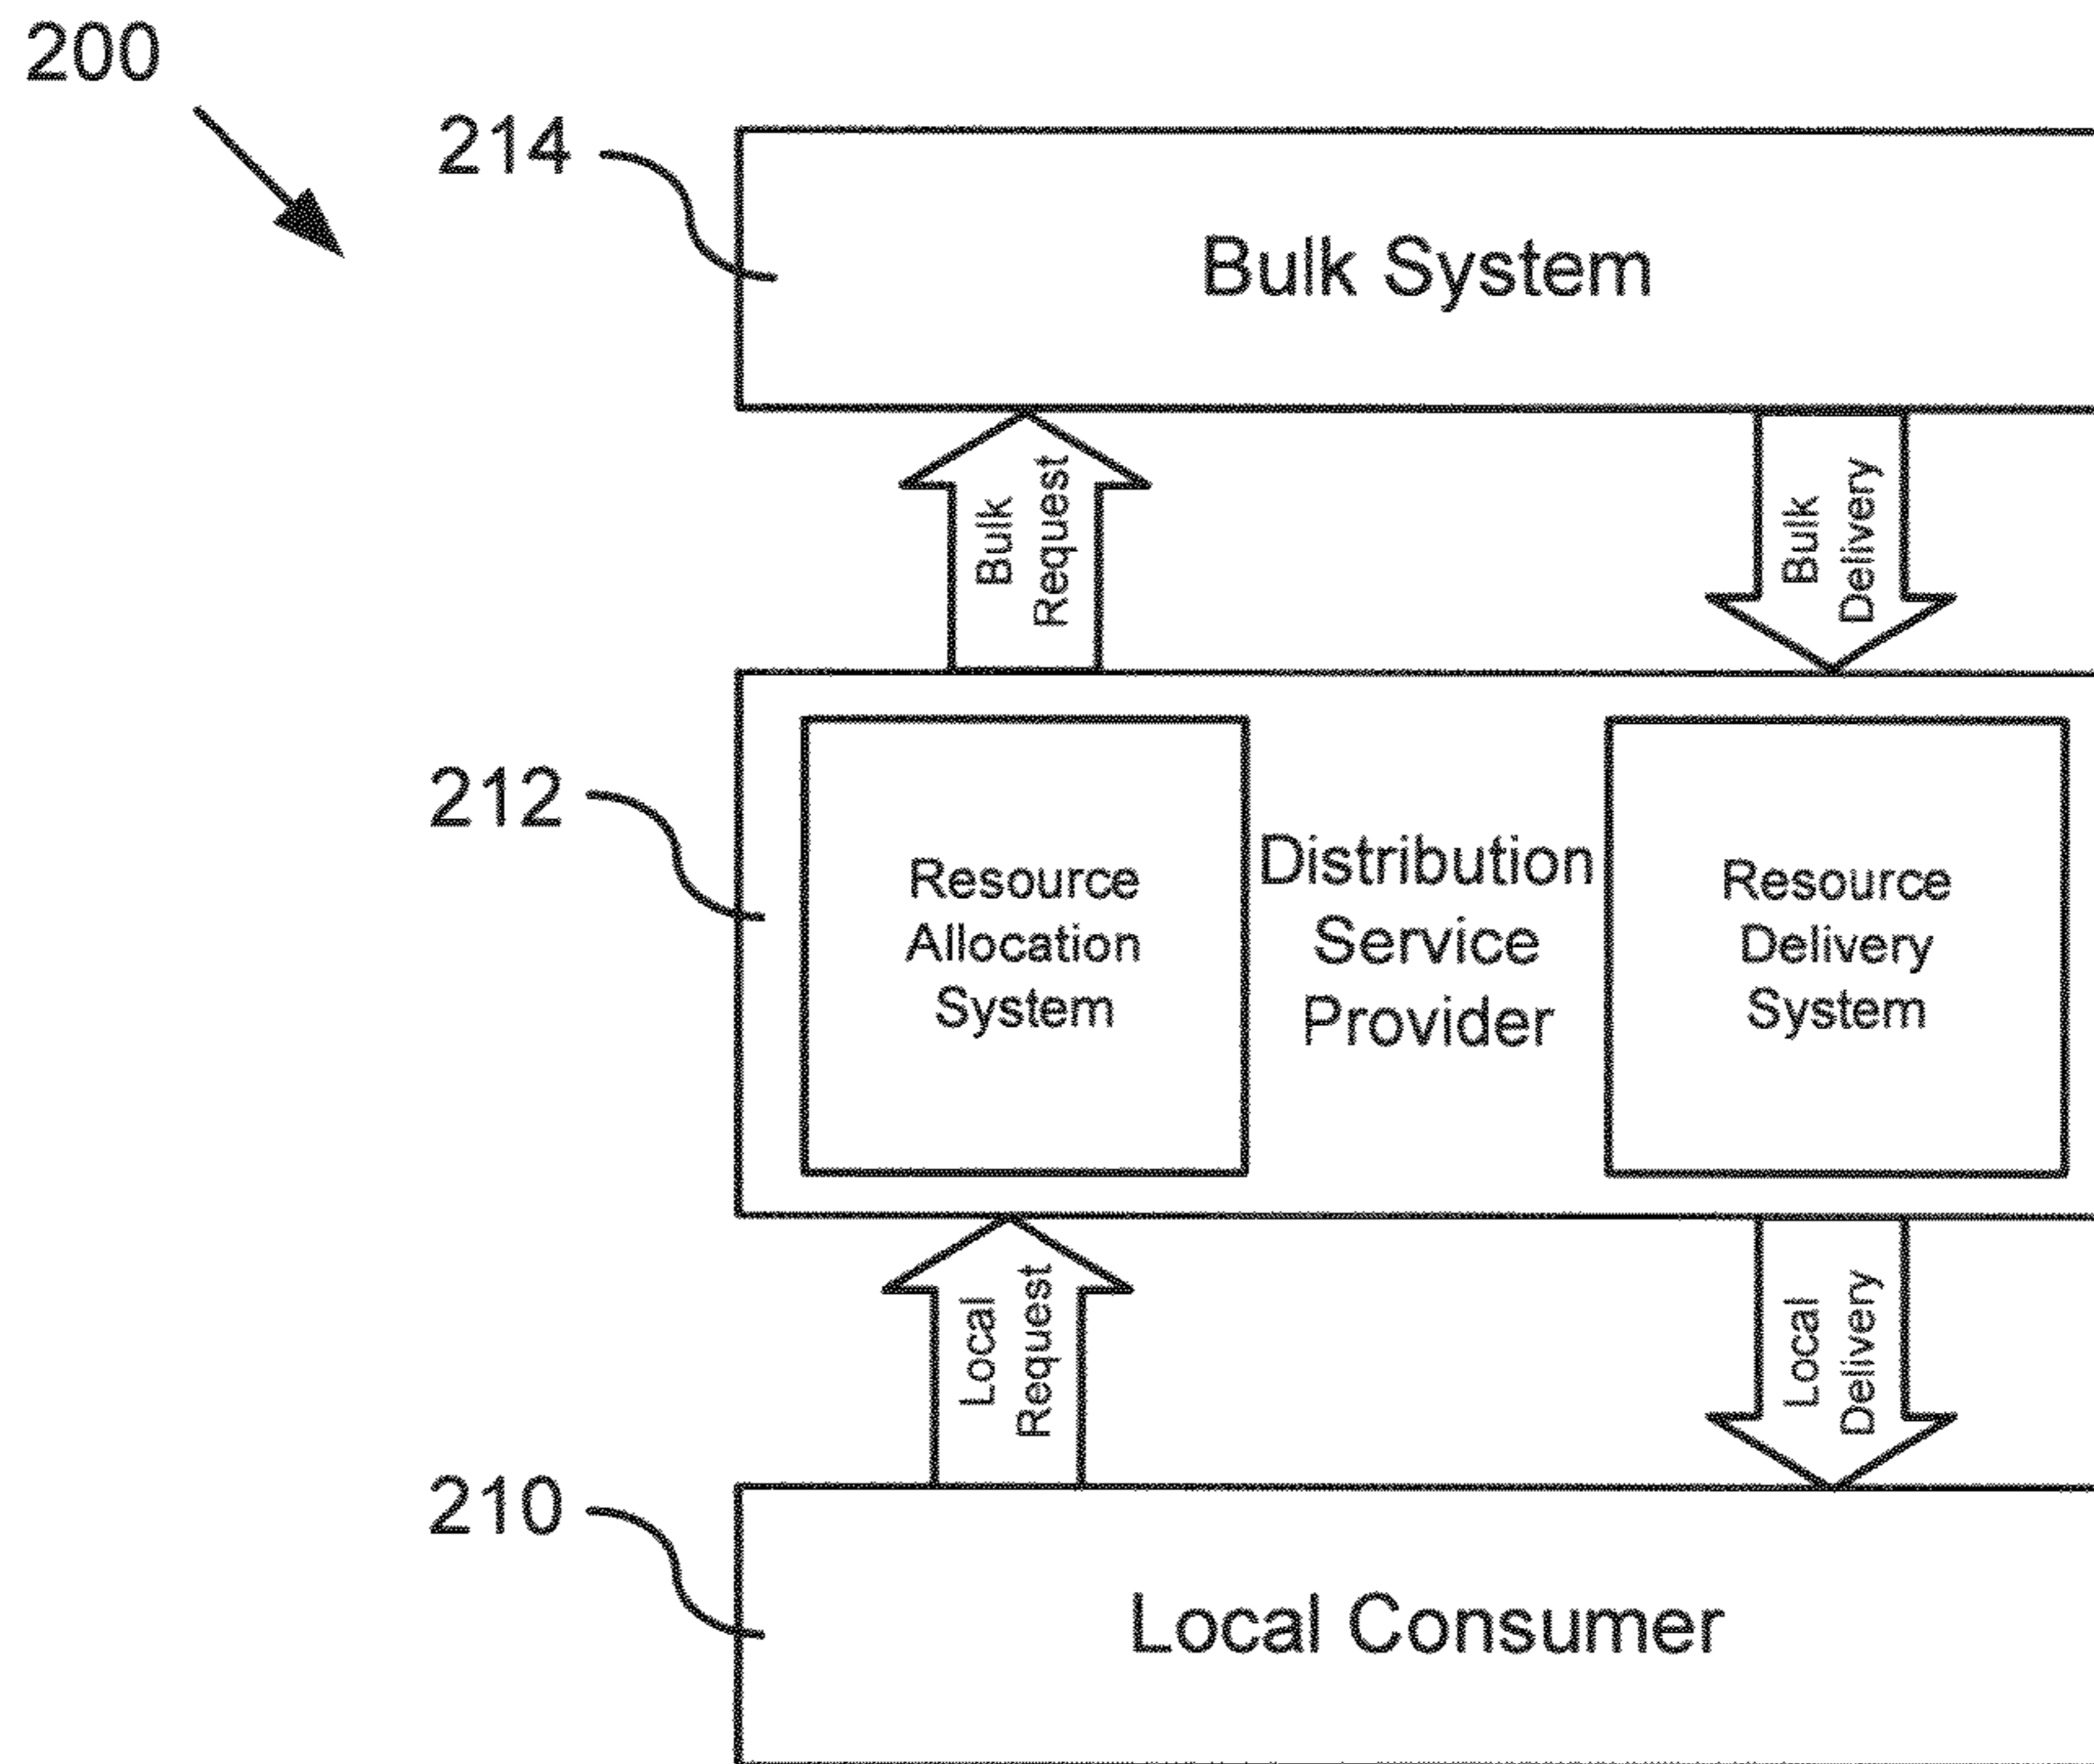 200
214
Bulk System
Bulk
Request
Bulk
Delivery
212
Resource
Allocation
System
Distribution
Service
Provider
Resource
Delivery
System
Local
Request
Local
Delivery
210
Local Consumer